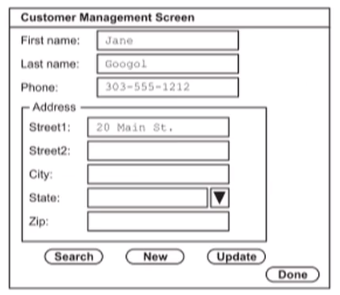 Customer Management Screen
First name: Jane
Last name: Googol
Phone: 303-555-1212
Address
Street1: 20 Main St.
Street2:
City:
State:
Zip:
Search New Update
Done